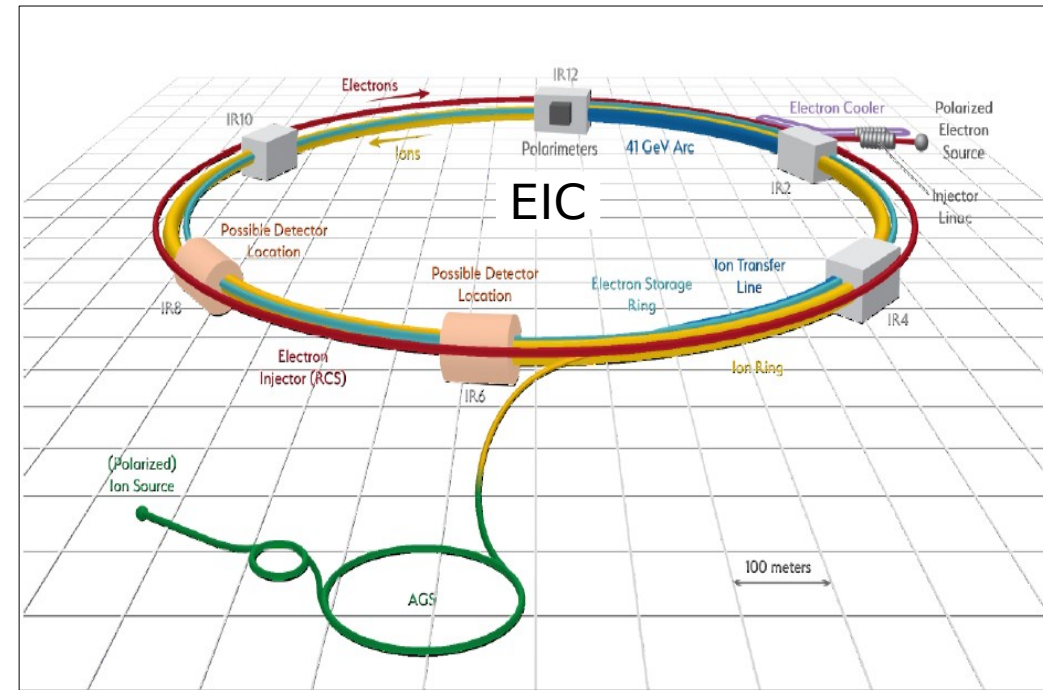 IR12
Electrons
Electron Cooler
Polarized
Electron
Source
IR10
Ions
Polarimeters
41 GeV Arc
IR2
Injector
Linac
EIC
Possible Detector
Location
Possible Detector
Location
Ion Transfer
Line
Electron Storage
Ring
IR8
IR4
Electron
Injector (RCS)
Ion Ring
IR6
(Polarized)
Ion Source
100 meters
AGS